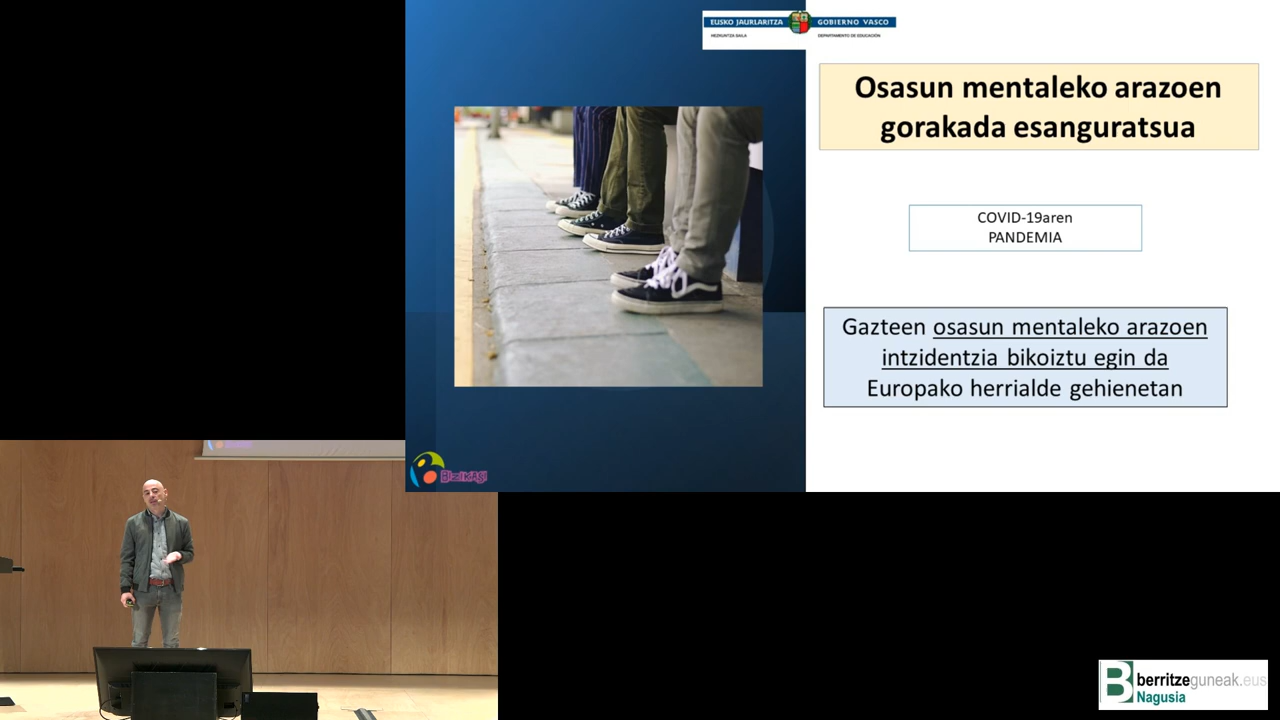 EUSKO JAURLARITZA
GOBIERNO VASCO
HEZKUNTZA SAILA
DEPARTAMENTO DE EDUCACIÓN
Osasun mentaleko arazoen
gorakada esanguratsua
COVID-19aren
PANDEMIA
Gazteen osasun mentaleko arazoen
intzidentzia bikoiztu egin da
Europako herrialde gehienetan
BIZIKASI
berritzeguneak.eus
Nagusia